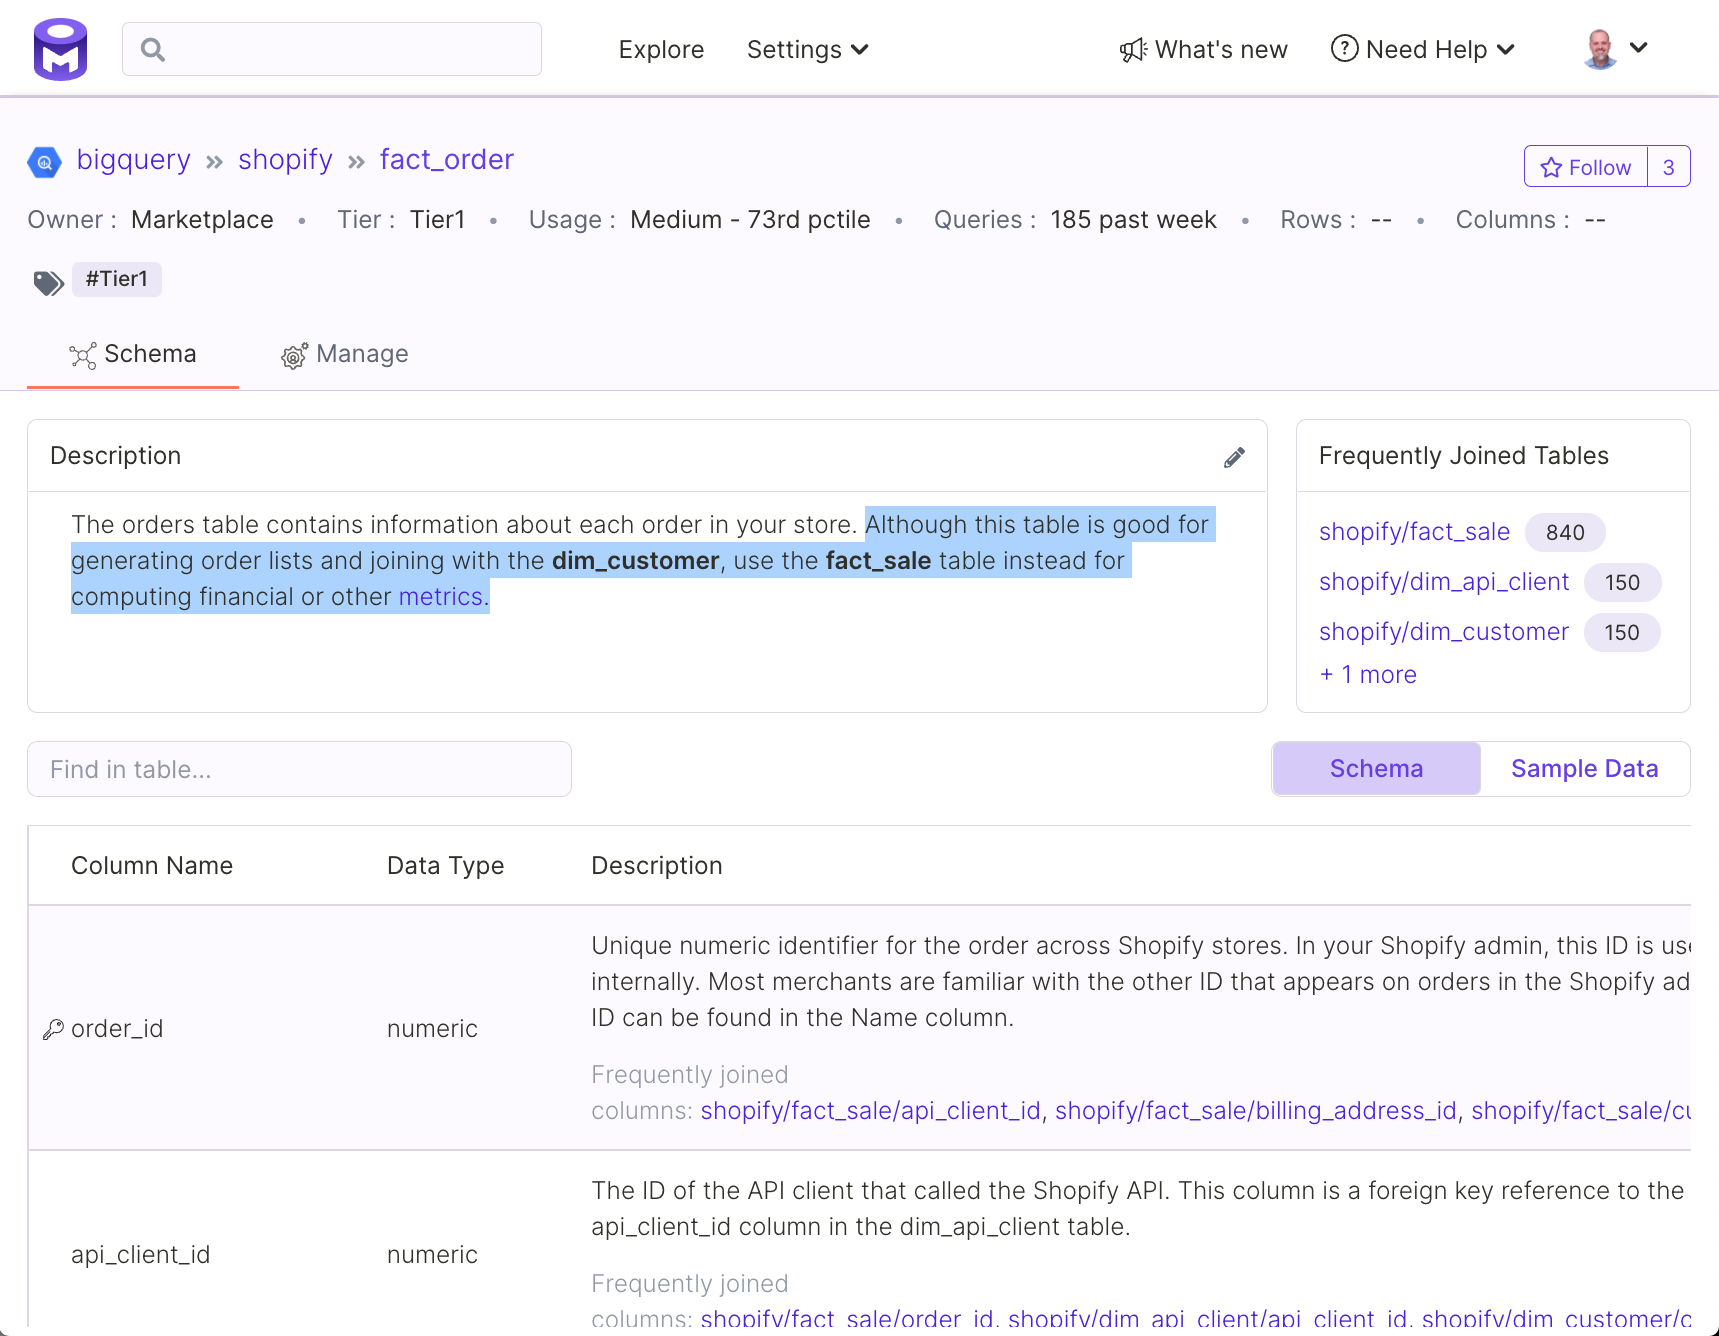 Explore Settings What's new Need Help
bigquery » shopify » fact_order
Follow 3
Owner : Marketplace • Tier : Tier1 • Usage : Medium - 73rd pctile • Queries : 185 past week • Rows : -- • Columns : --
#Tier1
Schema Manage
Description
The orders table contains information about each order in your store. Although this table is good for
generating order lists and joining with the dim_customer, use the fact_sale table instead for
computing financial or other metrics.
Frequently Joined Tables
shopify/fact_sale 840
shopify/dim_api_client 150
shopify/dim_customer 150
+ 1 more
Find in table...
Schema Sample Data
Column Name Data Type Description
order_id numeric
Unique numeric identifier for the order across Shopify stores. In your Shopify admin, this ID is use
internally. Most merchants are familiar with the other ID that appears on orders in the Shopify ad
ID can be found in the Name column.
Frequently joined
columns: shopify/fact_sale/api_client_id, shopify/fact_sale/billing_address_id, shopify/fact_sale/cu
api_client_id numeric
The ID of the API client that called the Shopify API. This column is a foreign key reference to the
api_client_id column in the dim_api_client table.
Frequently joined
columns: shopify/fact_sale/order_id, shopify/dim_api_client/api_client_id, shopify/dim_customer/c